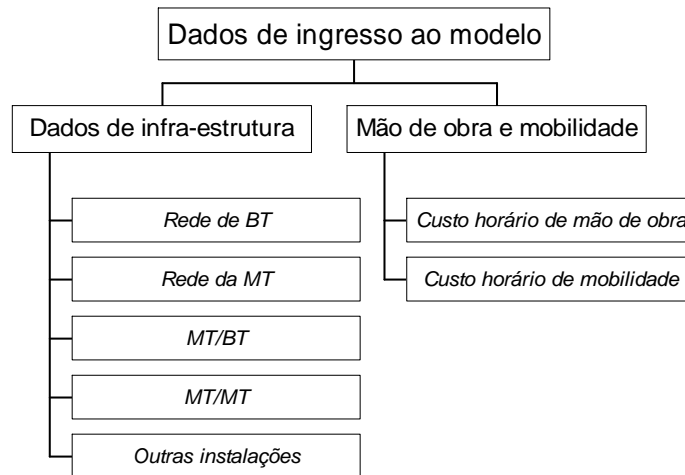 Dados de ingresso ao modelo
Dados de infra-estrutura
Mão de obra e mobilidade
Rede de BT
Rede da MT
MT/BT
MT/MT
Outras instalações
Custo horário de mão de obra
Custo horário de mobilidade